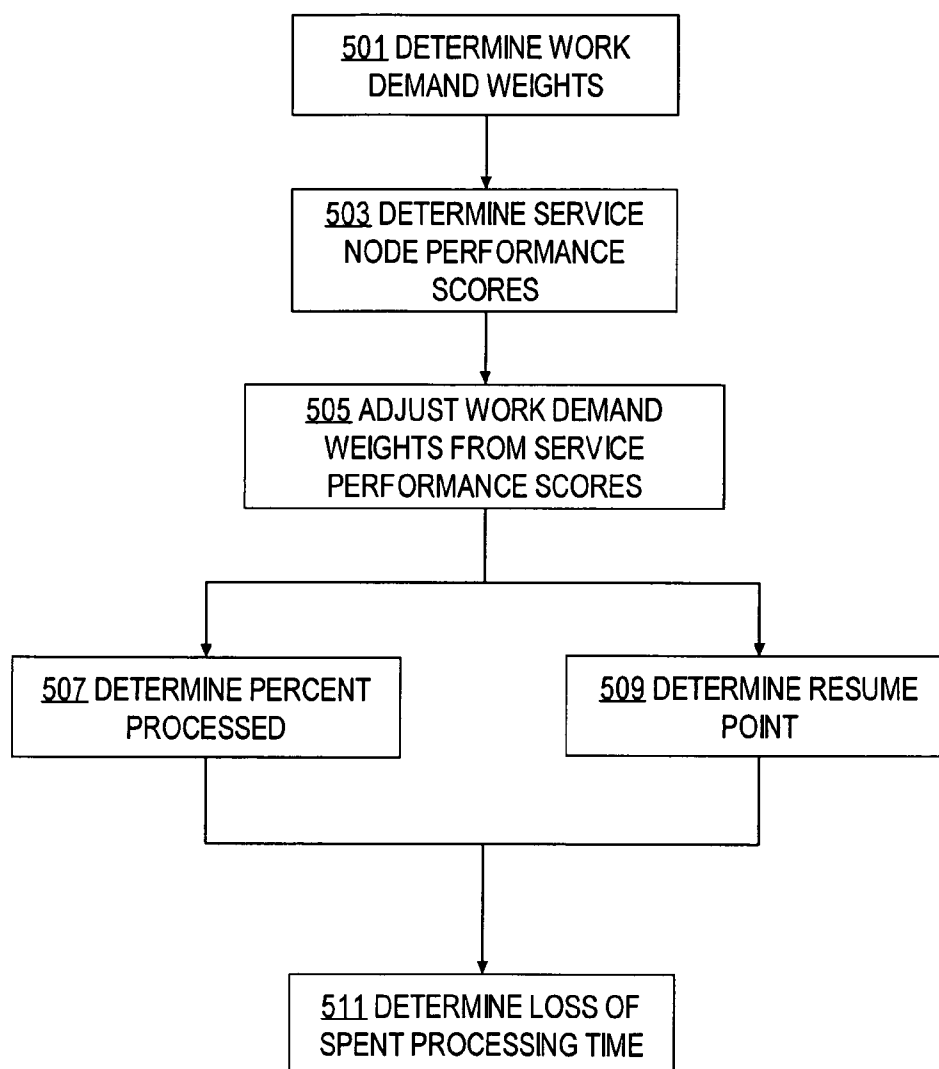 501 DETERMINE WORK
DEMAND WEIGHTS
503 DETERMINE SERVICE
NODE PERFORMANCE
SCORES
505 ADJUST WORK DEMAND
WEIGHTS FROM SERVICE
PERFORMANCE SCORES
507 DETERMINE PERCENT
PROCESSED
509 DETERMINE RESUME
POINT
511 DETERMINE LOSS OF
SPENT PROCESSING TIME